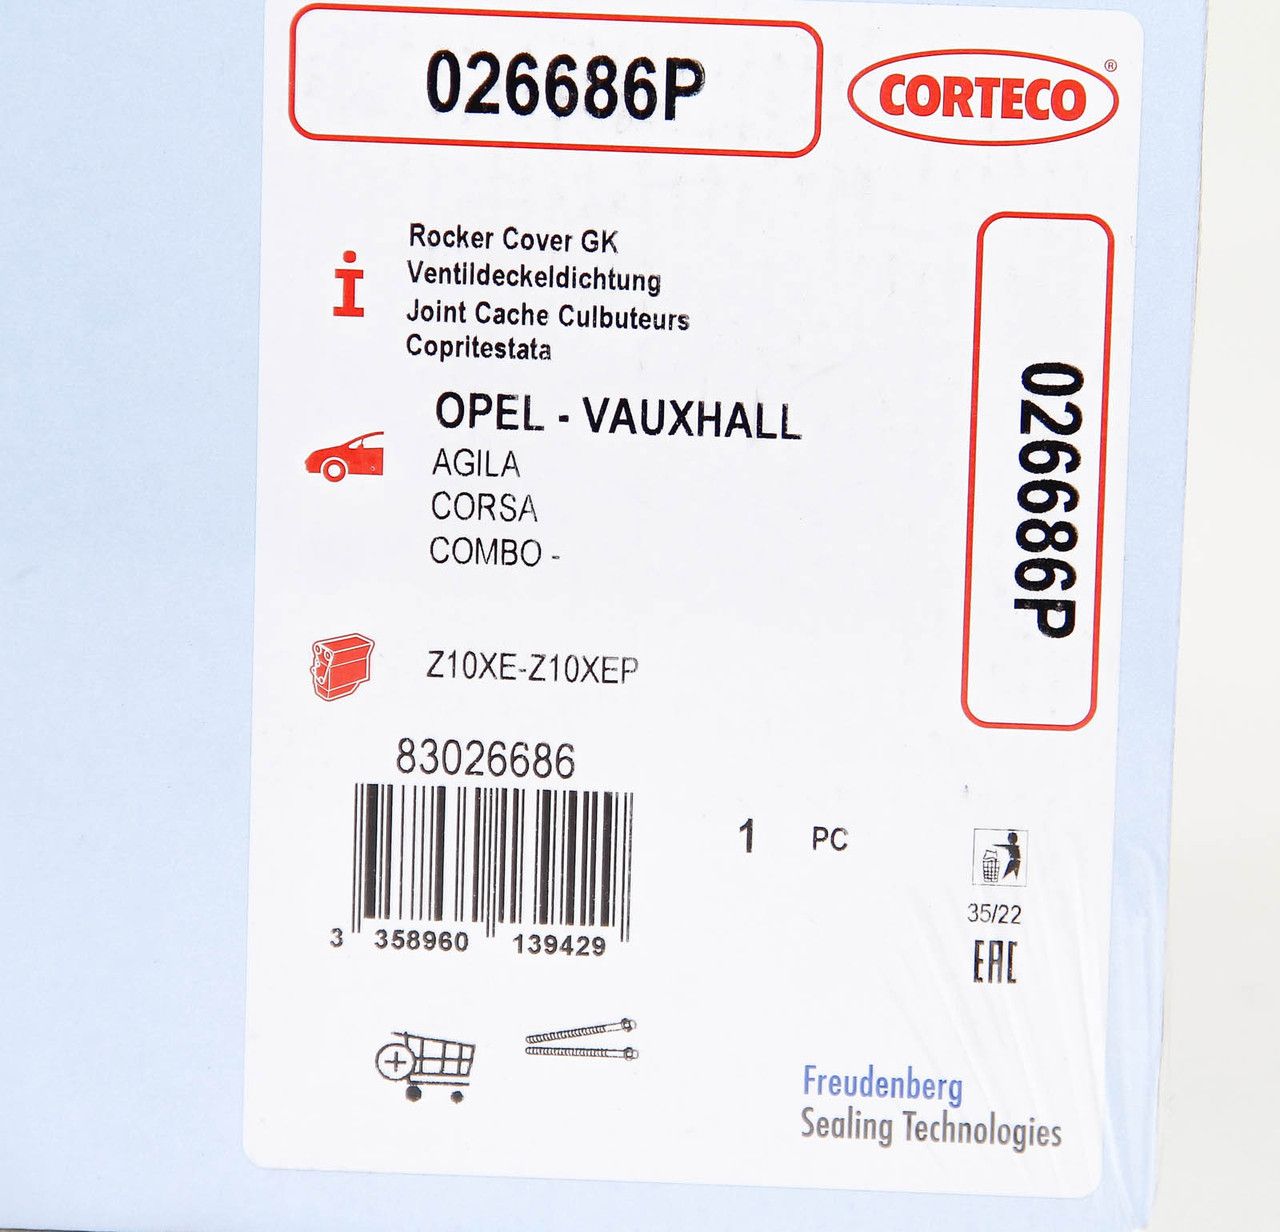 026686P
CORTECO®
Rocker Cover GK
Ventildeckeldichtung
Joint Cache Culbuteurs
Copritestata
026686P
OPEL - VAUXHALL
AGILA
CORSA
COMBO -
Z10XE-Z10XEP
83026686
3 358960 139429
1 PC
35/22
EAC
Freudenberg
Sealing Technologies